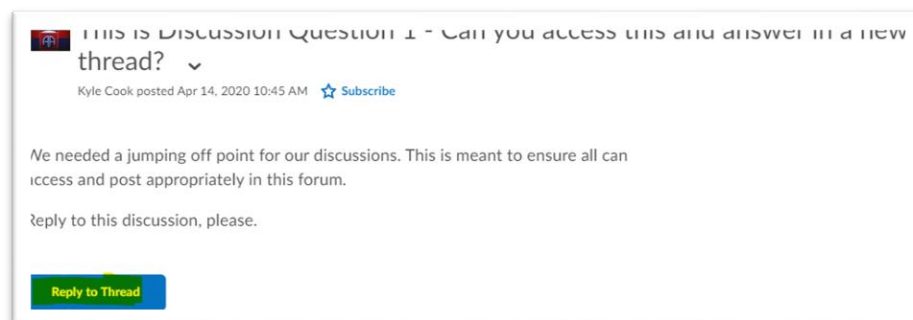 This is Discussion Question 1 - Can you access this and answer in a new
thread?
Kyle Cook posted Apr 14, 2020 10:45 AM Subscribe
We needed a jumping off point for our discussions. This is meant to ensure all can
access and post appropriately in this forum.
Reply to this discussion, please.
Reply to Thread